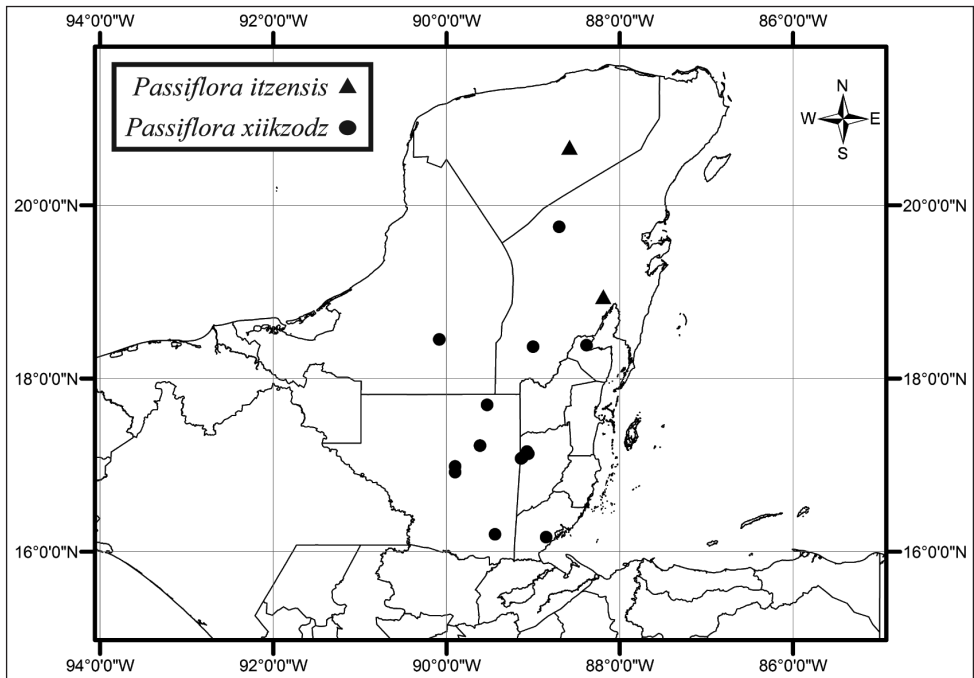 94°0'0"W 92°0'0"W 90°0'0"W 88°0'0"W 86°0'0"W
Passiflora itzensis
Passiflora xiikzodz
N
W E
S
20°0'0"N 20°0'0"N
18°0'0"N 18°0'0"N
16°0'0"N 16°0'0"N
94°0'0"W 92°0'0"W 90°0'0"W 88°0'0"W 86°0'0"W